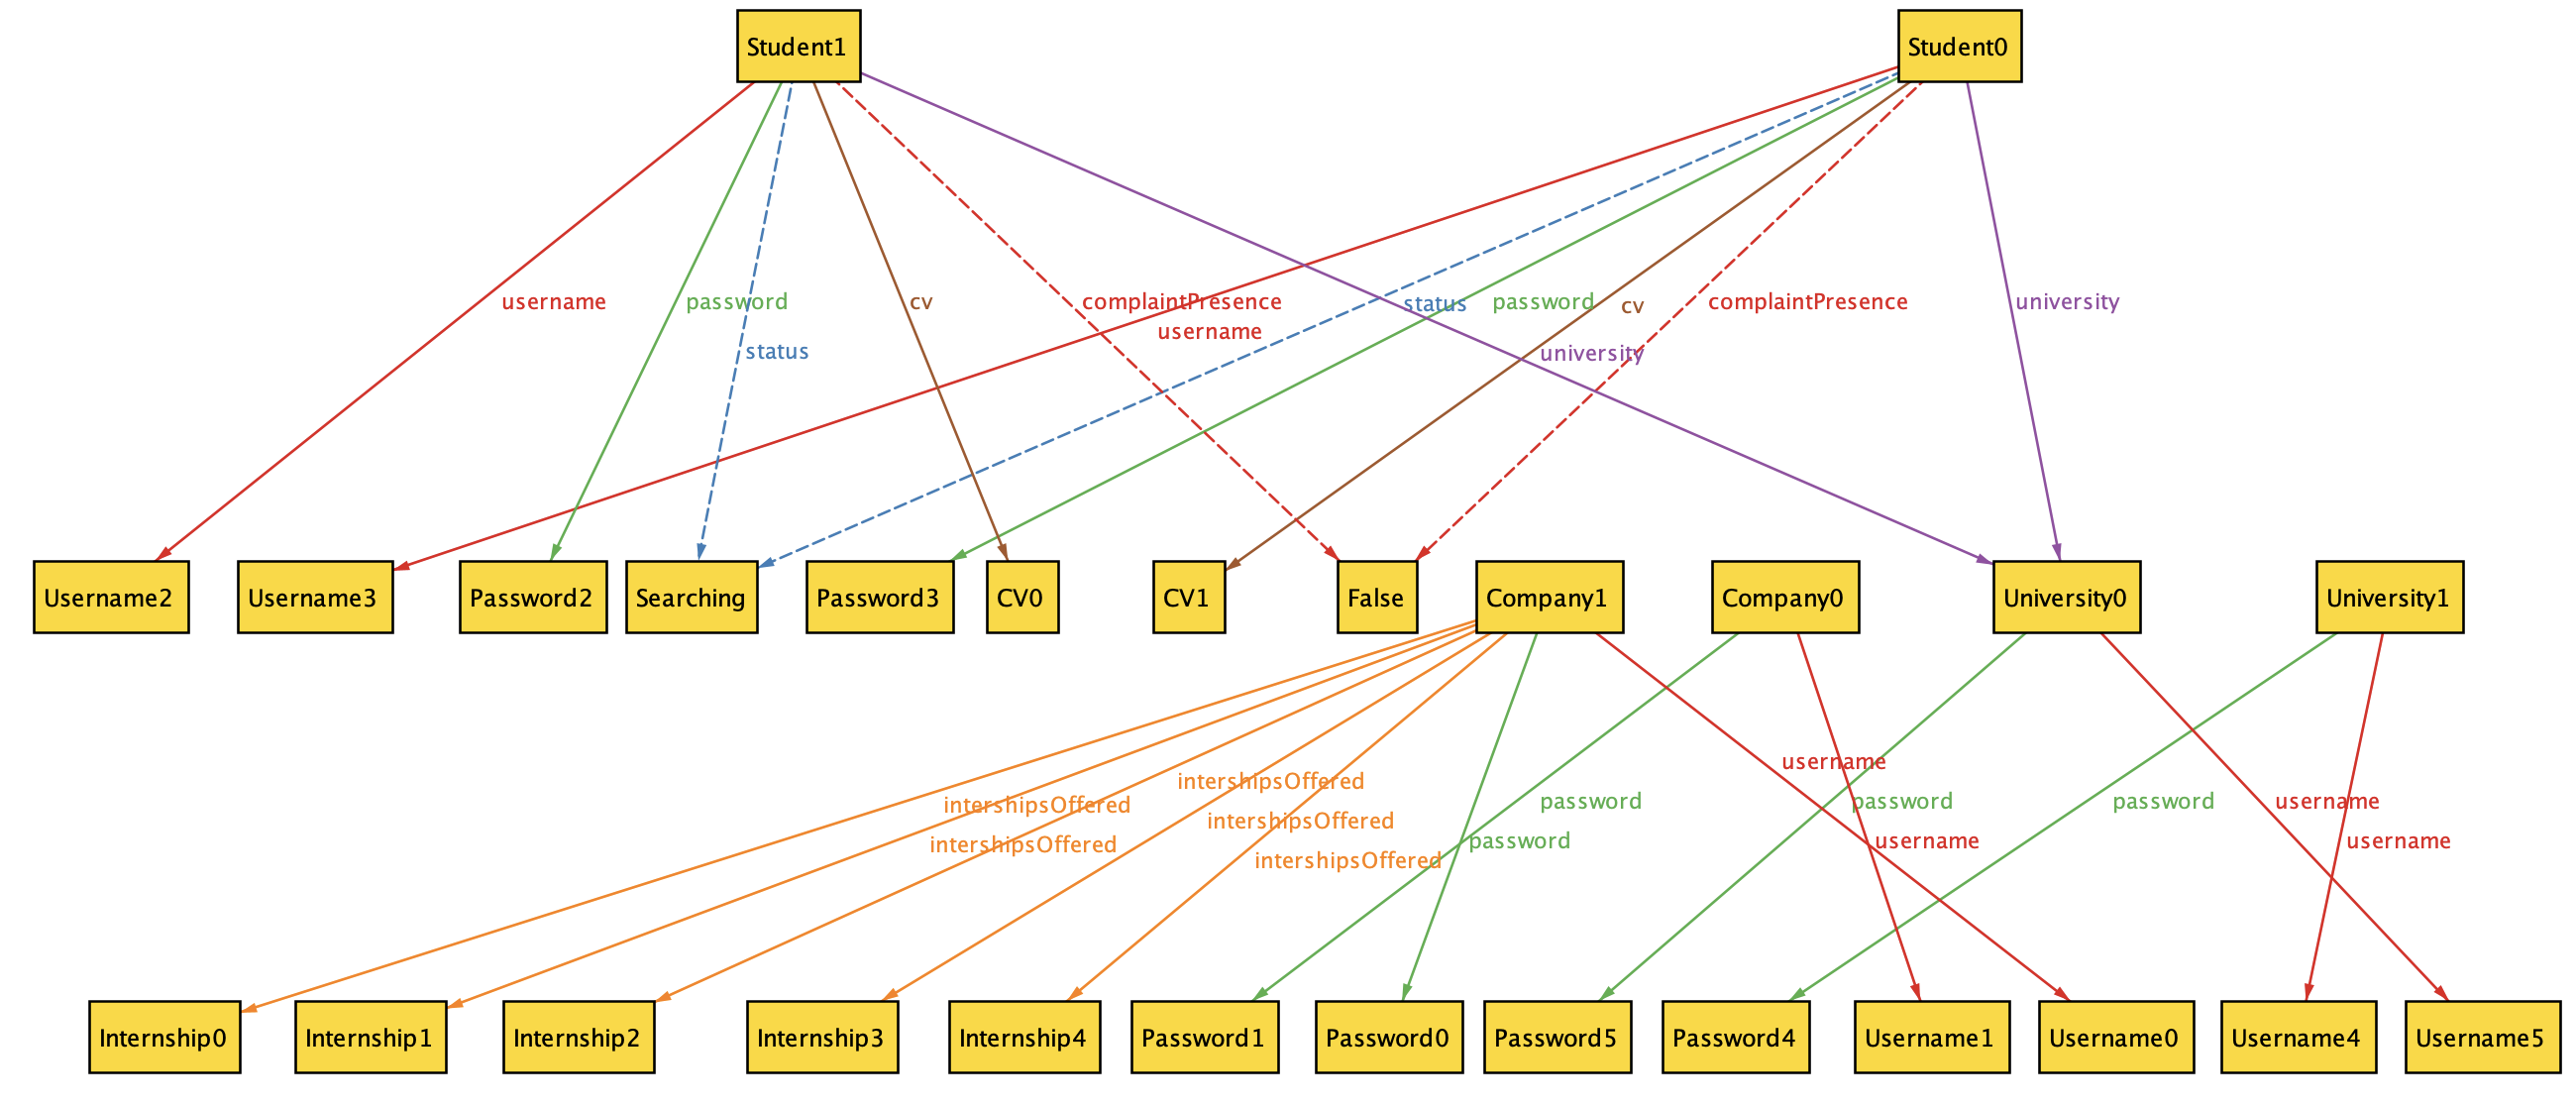 Student1
Student0
username
password
cv
complaintPresence
status
password
cv
complaintPresence
university
username
status
university
Username2
Username3
Password2
Searching
Password3
CV0
CV1
False
Company1
Company0
University0
University1
username
intershipsOffered
intershipsOffered
password
password
password
username
intershipsOffered
intershipsOffered
password
username
username
intershipsOffered
Internship0
Internship1
Internship2
Internship3
Internship4
Password1
Password0
Password5
Password4
Username1
Username0
Username4
Username5